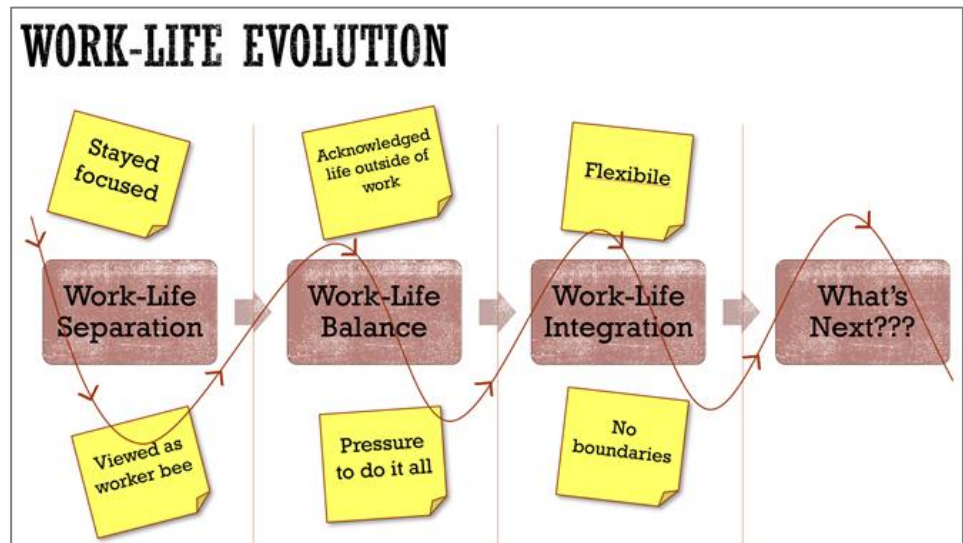 WORK-LIFE EVOLUTION
Stayed
focused
Acknowledged
life outside of
work
Flexibile
Work-Life
Separation
Work-Life
Balance
Work-Life
Integration
What's
Next???
Viewed as
worker bee
Pressure
to do it all
No
boundaries